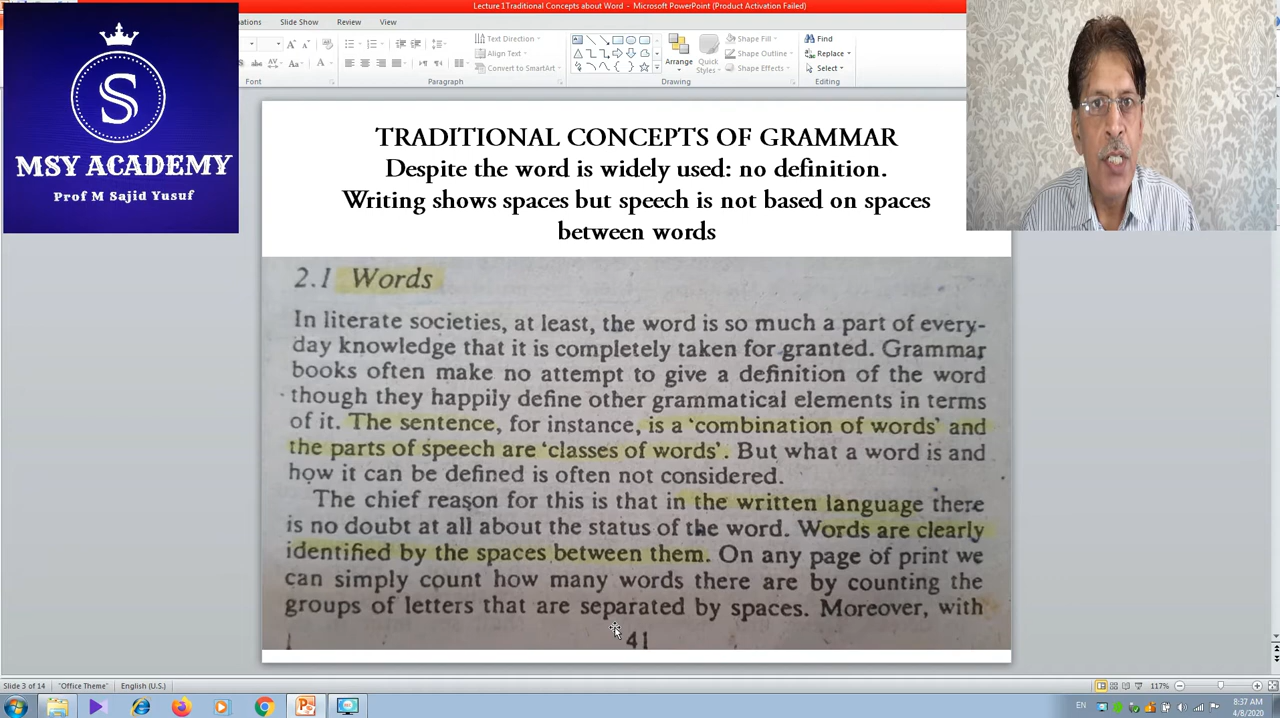 Lecture 1Traditional Concepts about Word - Microsoft PowerPoint (Product Activation Failed)
Slide Show Review View
Text Direction
Align Text
Convert to SmartArt
Arrange
Quick Styles
Shape Fill
Shape Outline
Shape Effects
Find
Replace
Select
Font
Paragraph
Drawing
Editing
S
MSY ACADEMY
Prof M Sajid Yusuf
TRADITIONAL CONCEPTS OF GRAMMAR
Despite the word is widely used: no definition.
Writing shows spaces but speech is not based on spaces
between words
2.1 Words
In literate societies, at least, the word is so much a part of every-
day knowledge that it is completely taken for granted. Grammar
books often make no attempt to give a definition of the word
though they happily define other grammatical elements in terms
of it. The sentence, for instance, is a ‘combination of words’ and
the parts of speech are ‘classes of words’. But what a word is and
how it can be defined is often not considered.
The chief reason for this is that in the written language there
is no doubt at all about the status of the word. Words are clearly
identified by the spaces between them. On any page of print we
can simply count how many words there are by counting the
groups of letters that are separated by spaces. Moreover, with
41
Slide 3 of 14
"Office Theme"
English (U.S.)
117%
EN
8:37 AM
4/8/2020